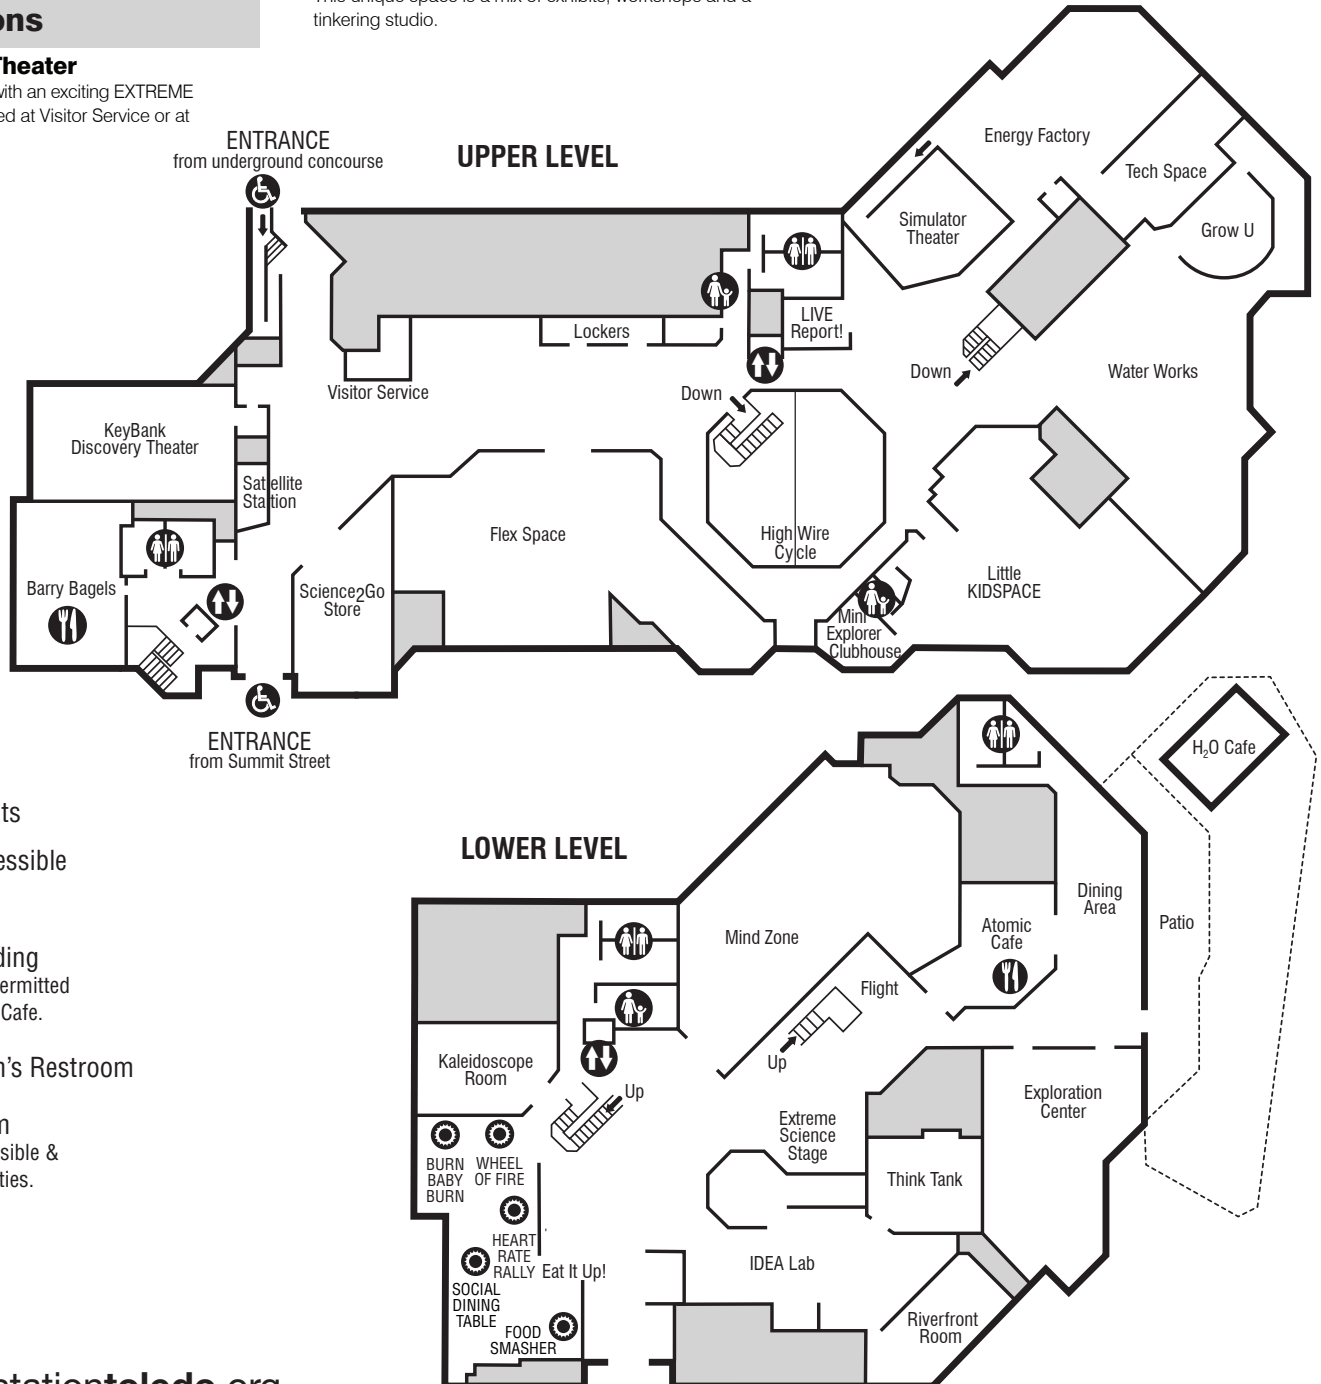 ons
This unique space is a mix of exhibits, workshops and a
tinkering studio.
Theater
with an exciting EXTREME
ed at Visitor Service or at
ENTRANCE
from underground concourse
UPPER LEVEL
Energy Factory
Tech Space
Simulator
Theater
Grow U
LIVE
Report!
Lockers
Visitor Service
Down
Down
Water Works
KeyBank
Discovery Theater
Satellite
Station
Flex Space
High Wire
Cycle
Barry Bagels
Science2Go
Store
Little
KIDSPACE
Mini
Explorer
Clubhouse
ENTRANCE
from Summit Street
H2O Cafe
ts
essible
ding
ermitted
Cafe.
n's Restroom
m
sible &
ties.
LOWER LEVEL
Dining
Area
Patio
Mind Zone
Atomic
Cafe
Flight
Up
Kaleidoscope
Room
Up
Exploration
Center
Extreme
Science
Stage
Think Tank
BURN
BABY
BURN
WHEEL
OF FIRE
HEART
RATE
RALLY
Eat It Up!
SOCIAL
DINING
TABLE
FOOD
SMASHER
IDEA Lab
Riverfront
Room
stationtoledo.org